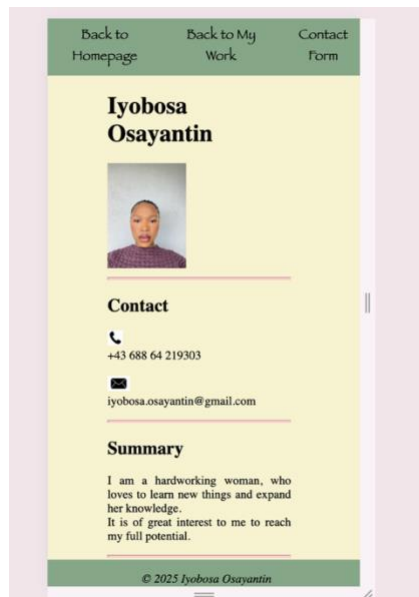 Back to Back to My Contact
Homepage Work Form
Iyobosa
Osayantin
Contact
+43 688 64 219303
iyobosa.osayantin@gmail.com
Summary
I am a hardworking woman, who
loves to learn new things and expand
her knowledge.
It is of great interest to me to reach
my full potential.
© 2025 Iyobosa Osayantin